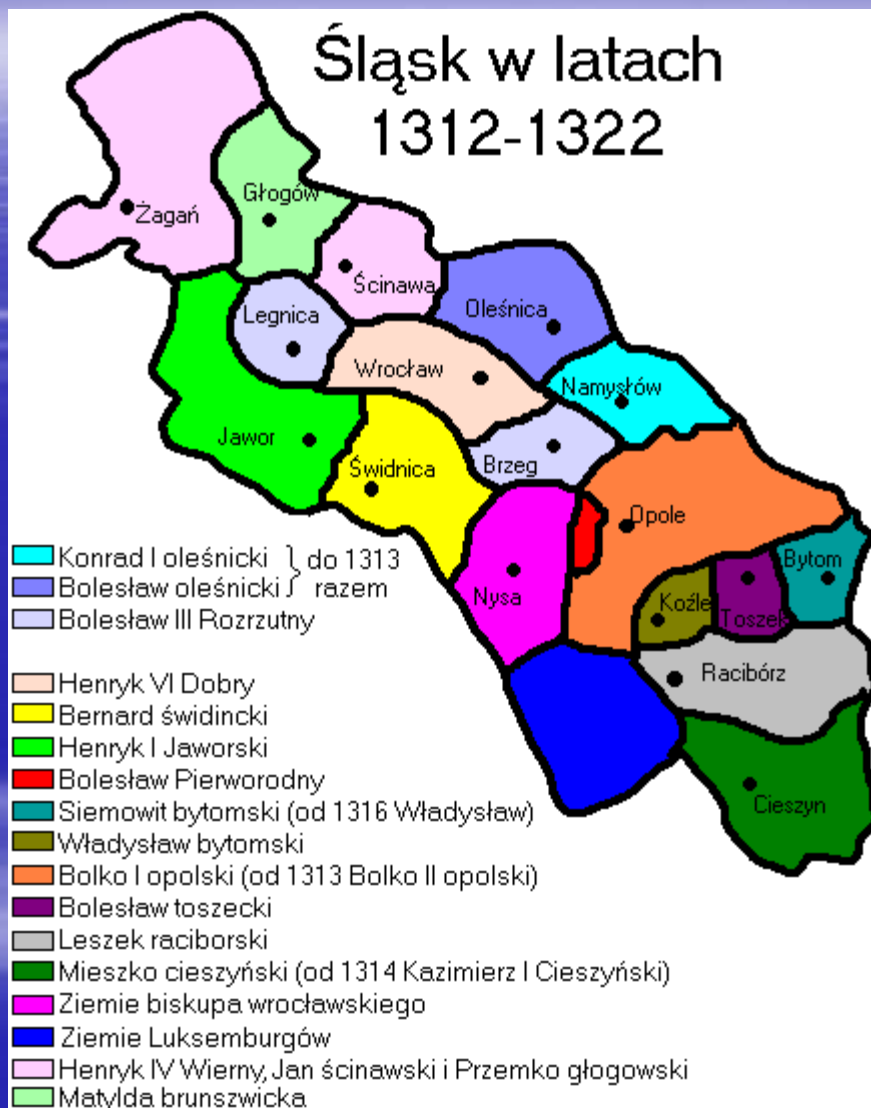 Śląsk w latach
1312-1322
Głogów
Żagań
Ścinawa
Legnica
Oleśnica
Wrocław
Namysłów
Jawor
Świdnica
Brzeg
Opole
Bytom
Nysa
Koźle
Toszek
Racibórz
Cieszyn
Konrad I oleśnicki } do 1313
Bolesław oleśnicki razem
Bolesław III Rozrzutny
Henryk VI Dobry
Bernard świdincki
Henryk I Jaworski
Bolesław Pierworodny
Siemowit bytomski (od 1316 Władysław)
Władysław bytomski
Bolko I opolski (od 1313 Bolko II opolski)
Bolesław toszecki
Leszek raciborski
Mieszko cieszyński (od 1314 Kazimierz I Cieszyński)
Ziemie biskupa wrocławskiego
Ziemie Luksemburgów
Henryk IV Wierny, Jan ścinawski i Przemko głogowski
Matylda brunszwicka